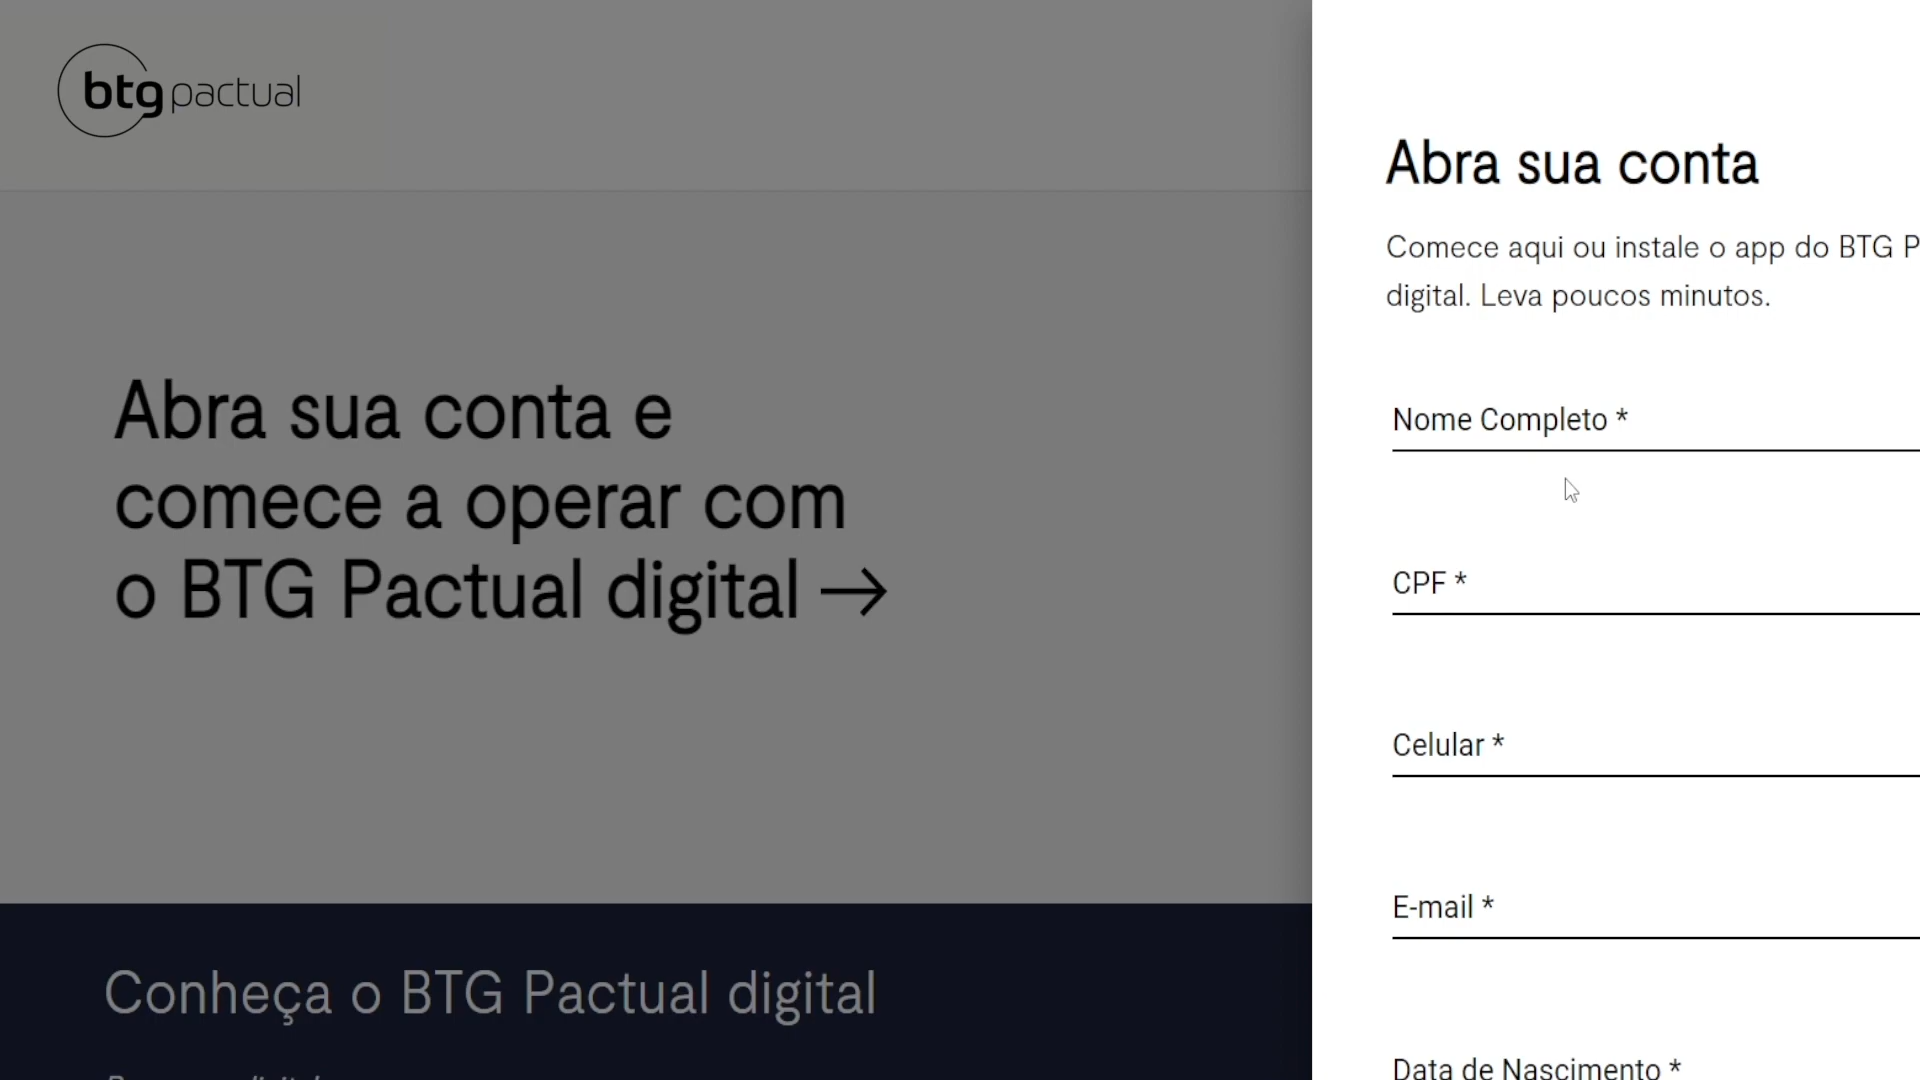 btg pactual
Abra sua conta e
comece a operar com
o BTG Pactual digital →
Conheça o BTG Pactual digital
Abra sua conta
Comece aqui ou instale o app do BTG P
digital. Leva poucos minutos.
Nome Completo *
CPF *
Celular *
E-mail *
Data de Nascimento *